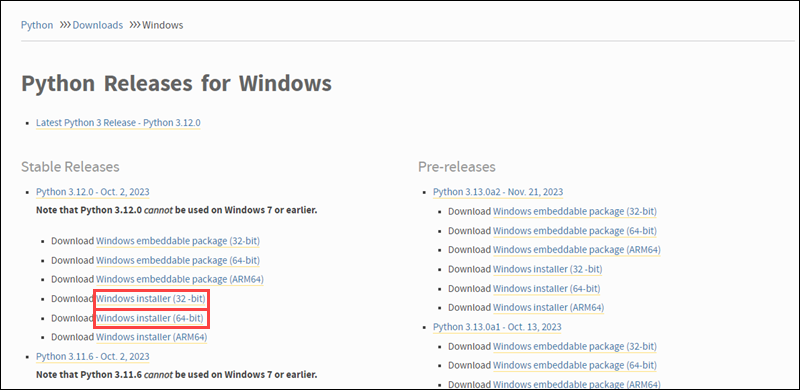 Python >>> Downloads >>> Windows
Python Releases for Windows
Latest Python 3 Release - Python 3.12.0
Stable Releases
Python 3.12.0 - Oct. 2, 2023
Note that Python 3.12.0 cannot be used on Windows 7 or earlier.
Download Windows embeddable package (32-bit)
Download Windows embeddable package (64-bit)
Download Windows embeddable package (ARM64)
Download Windows installer (32 -bit)
Download Windows installer (64-bit)
Download Windows installer (ARM64)
Python 3.11.6 - Oct. 2, 2023
Note that Python 3.11.6 cannot be used on Windows 7 or earlier.
Pre-releases
Python 3.13.0a2 - Nov. 21, 2023
Download Windows embeddable package (32-bit)
Download Windows embeddable package (64-bit)
Download Windows embeddable package (ARM64)
Download Windows installer (32 -bit)
Download Windows installer (64-bit)
Download Windows installer (ARM64)
Python 3.13.0a1 - Oct. 13, 2023
Download Windows embeddable package (32-bit)
Download Windows embeddable package (64-bit)
Download Windows embeddable package (ARM64)